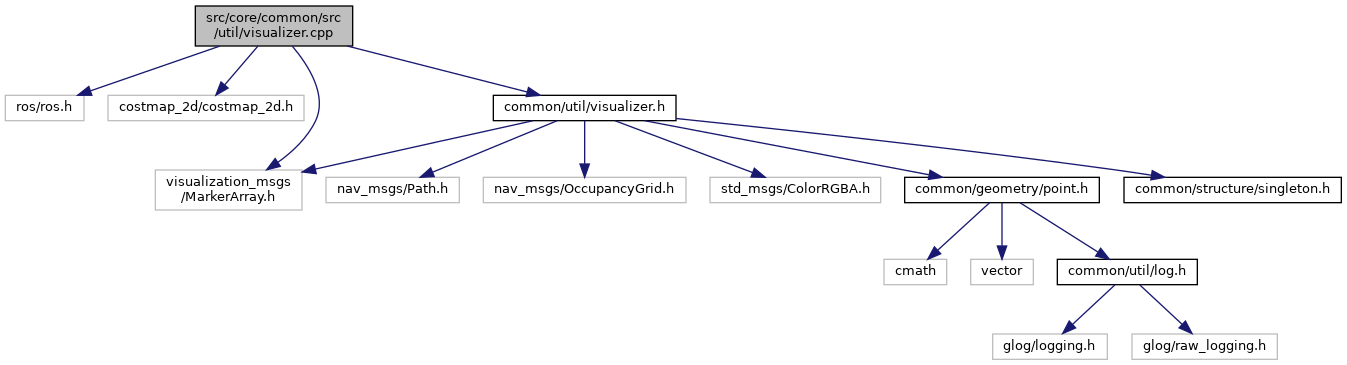 src/core/common/src
/util/visualizer.cpp
ros/ros.h
costmap_2d/costmap_2d.h
common/util/visualizer.h
visualization_msgs
/MarkerArray.h
nav_msgs/Path.h
nav_msgs/OccupancyGrid.h
std_msgs/ColorRGBA.h
common/geometry/point.h
common/structure/singleton.h
cmath
vector
common/util/log.h
glog/logging.h
glog/raw_logging.h